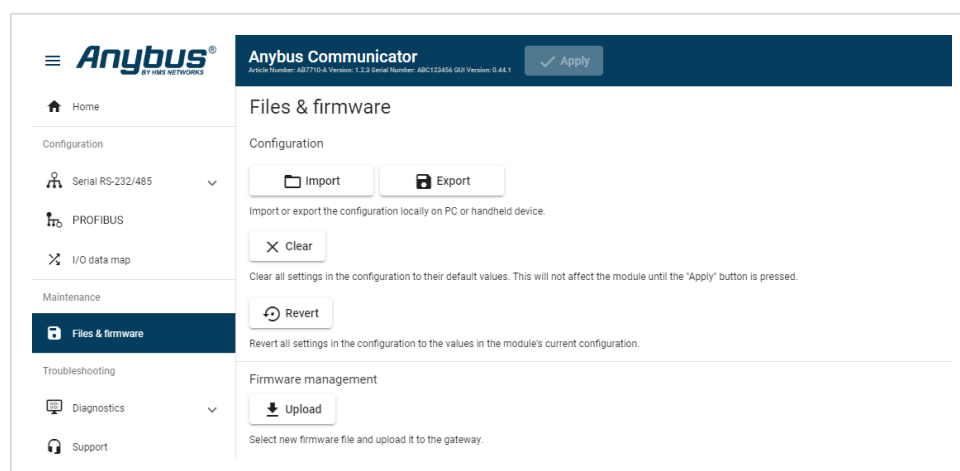 Anybus®
BY HMS NETWORKS
Anybus Communicator
Article Number: AB7710-A Version: 1.2.3 Serial Number: ABC123456 GUI Version: 0.44.1
Apply
Home
Configuration
Serial RS-232/485
PROFIBUS
I/O data map
Maintenance
Files & firmware
Troubleshooting
Diagnostics
Support
Files & firmware
Configuration
Import
Export
Import or export the configuration locally on PC or handheld device.
Clear
Clear all settings in the configuration to their default values. This will not affect the module until the "Apply" button is pressed.
Revert
Revert all settings in the configuration to the values in the module's current configuration.
Firmware management
Upload
Select new firmware file and upload it to the gateway.